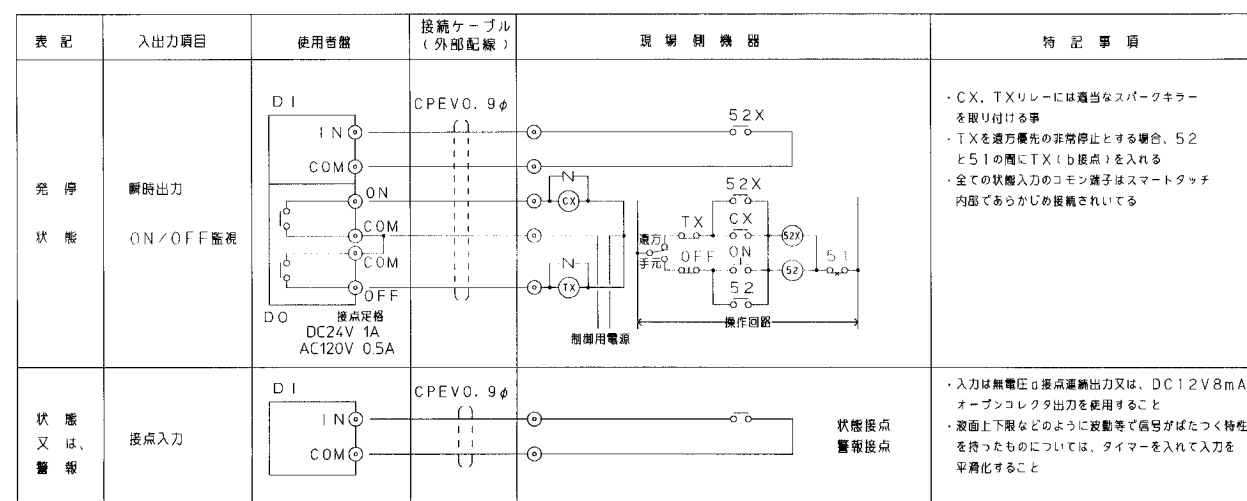 表記
入出力項目
使用者盤
接続ケーブル
(外部配線)
現場側機器
特記事項
発停
状態
瞬時出力
ON/OFF監視
DI
IN
COM
ON
COM
COM
OFF
DO
接点定格
DC24V 1A
AC120V 0.5A
CPEV0.9φ
52X
N
CX
N
TX
制御用電源
遠方
手元
TX
OFF
52X
CX
ON
52
52X
52
51
操作回路
・CX, TXリレーには適当なスパークキラー
を取り付ける事
・TXを遠方優先の非常停止とする場合、52
と51の間にTX(b接点)を入れる
・全ての状態入力のコモン端子はスマートタッチ
内部であらかじめ接続されいてる
状態
又は、
警報
接点入力
DI
IN
COM
CPEV0.9φ
状態接点
警報接点
・入力は無電圧a接点連続出力又は、DC12V8mA
オープンコレクタ出力を使用すること
・液面上下限などのように波動等で信号がばたつく特性
を持ったものについては、タイマーを入れて入力を
平滑化すること